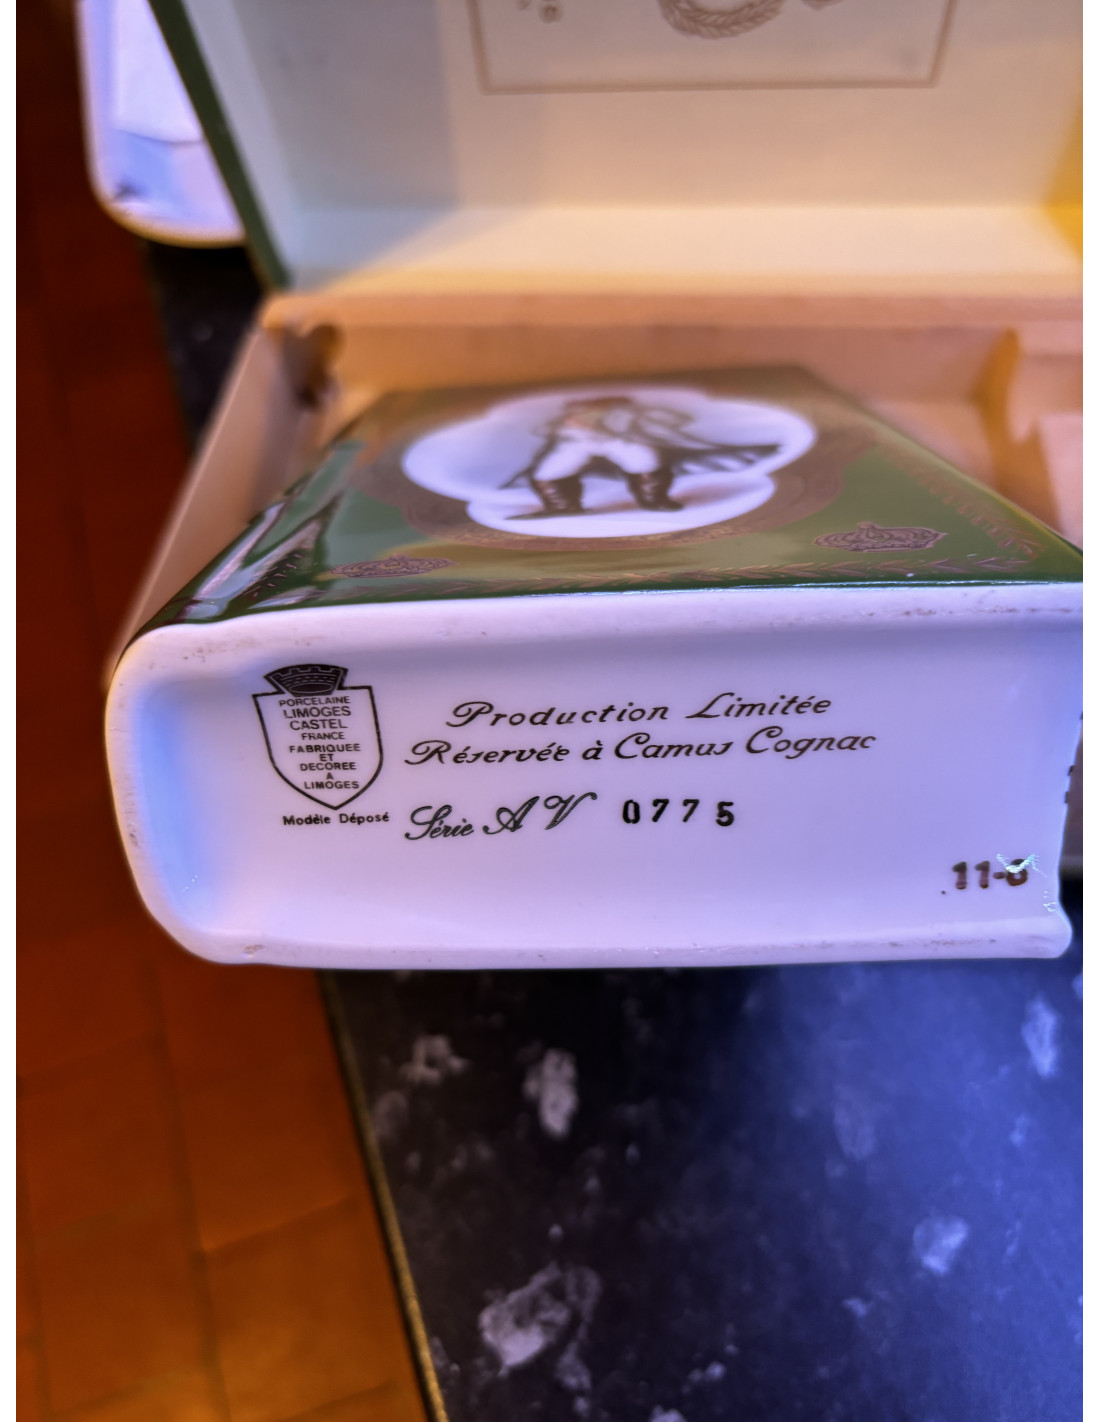 PORCELAINE
LIMOGES
CASTEL
FRANCE
FABRIQUEE
ET
DECOREE
A
LIMOGES
Modèle Déposé
Production Limitée
Réservée à Camus Cognac
Série AV 0775